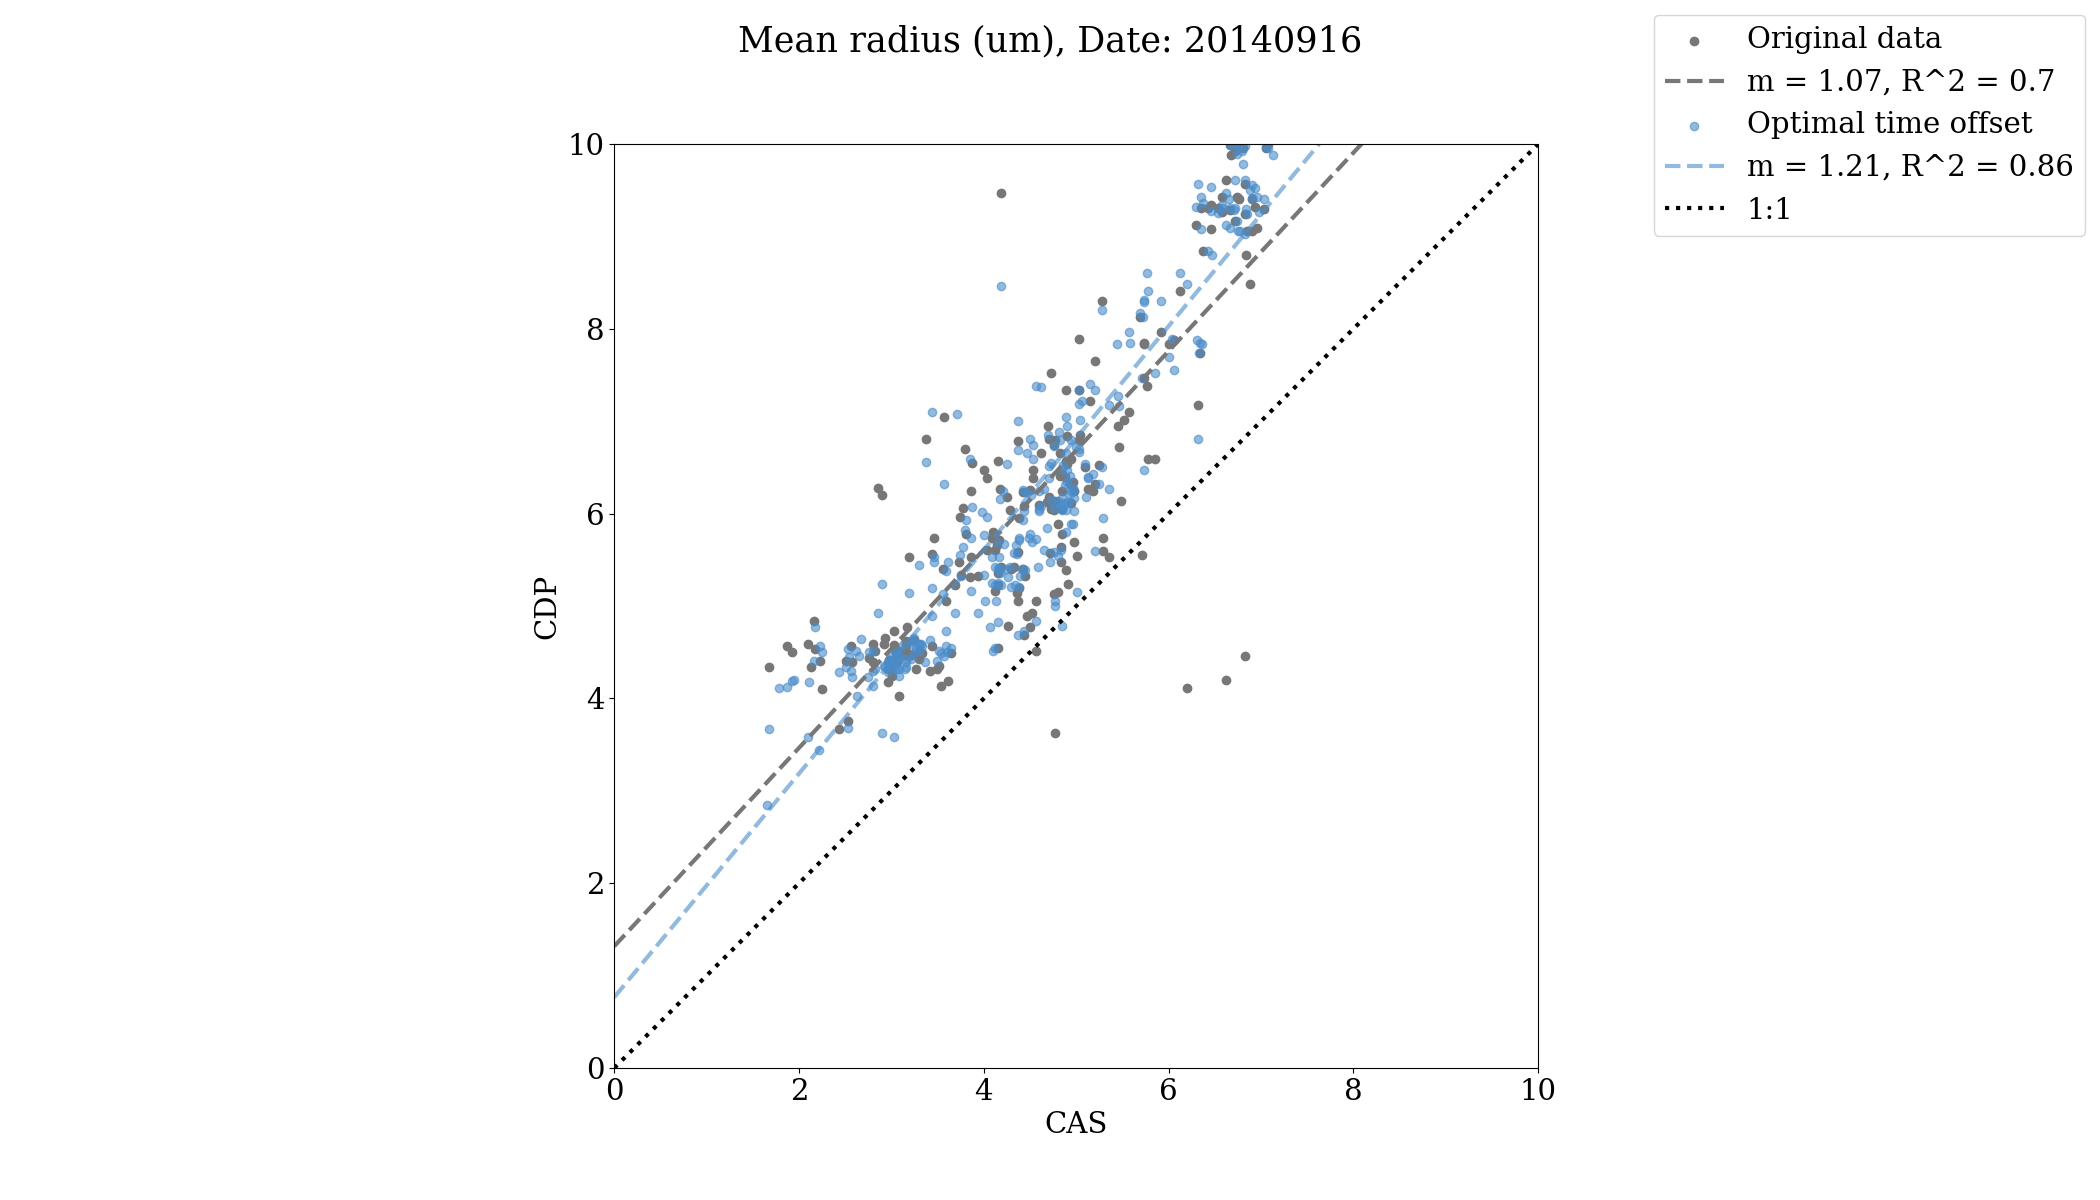 Mean radius (um), Date: 20140916
Original data
m = 1.07, R^2 = 0.7
Optimal time offset
m = 1.21, R^2 = 0.86
1:1
10
8
6
4
2
0
CDP
0 2 4 6 8 10
CAS